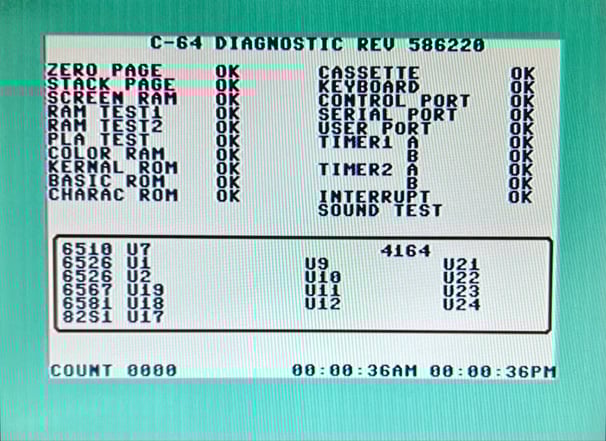 C-64 DIAGNOSTIC REV 586220
ZERO PAGE OK CASSETTE OK
STACK PAGE OK KEYBOARD OK
SCREEN RAM OK CONTROL PORT OK
RAM TEST1 OK SERIAL PORT OK
RAM TEST2 OK USER PORT OK
PLA TEST OK TIMER1 A OK
COLOR RAM OK B OK
KERNAL ROM OK TIMER2 A OK
BASIC ROM OK B OK
CHARAC ROM OK INTERRUPT OK
SOUND TEST
6510 U7 4164
6526 U1 U9 U21
6526 U2 U10 U22
6567 U19 U11 U23
6581 U18 U12 U24
82S1 U17
COUNT 0000 00:00:36AM 00:00:36PM